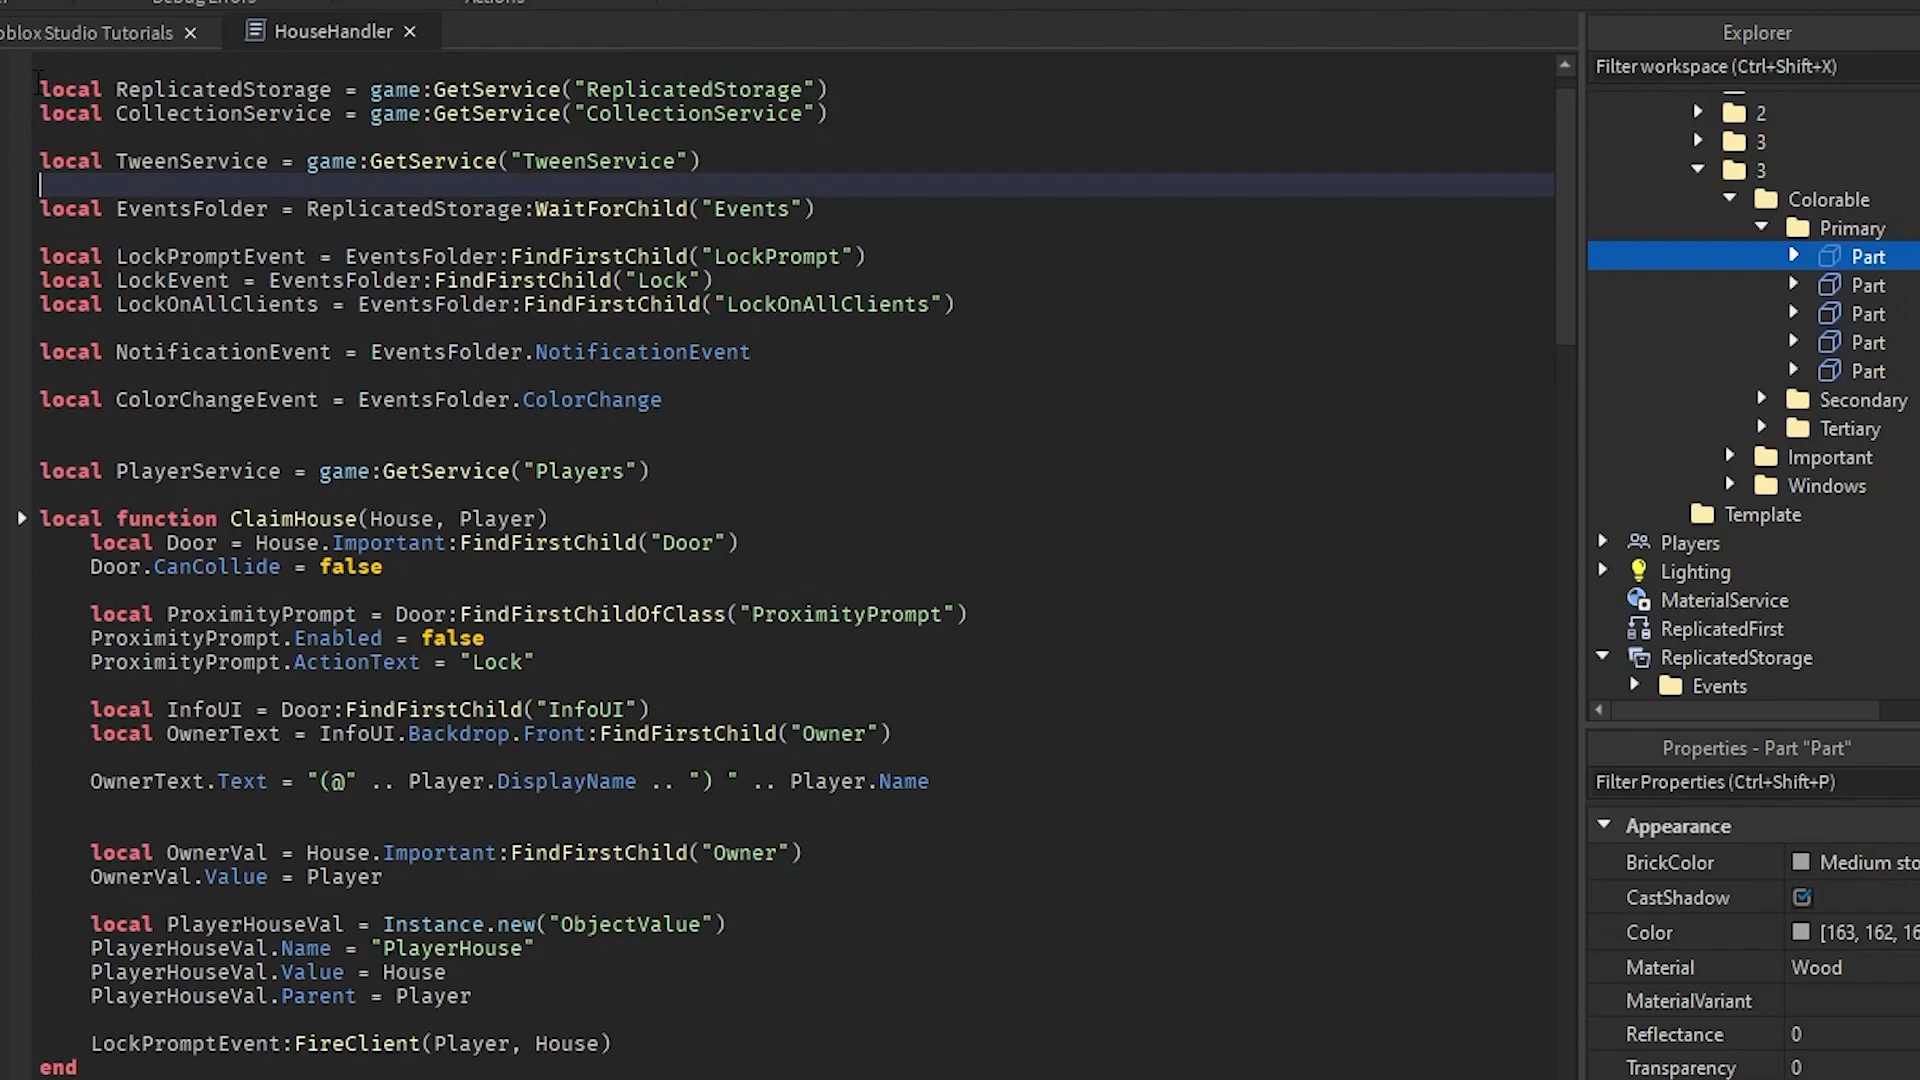 oblox Studio Tutorials
HouseHandler
local ReplicatedStorage = game:GetService("ReplicatedStorage")
local CollectionService = game:GetService("CollectionService")
local TweenService = game:GetService("TweenService")
local EventsFolder = ReplicatedStorage:WaitForChild("Events")
local LockPromptEvent = EventsFolder:FindFirstChild("LockPrompt")
local LockEvent = EventsFolder:FindFirstChild("Lock")
local LockOnAllClients = EventsFolder:FindFirstChild("LockOnAllClients")
local NotificationEvent = EventsFolder.NotificationEvent
local ColorChangeEvent = EventsFolder.ColorChange
local PlayerService = game:GetService("Players")
local function ClaimHouse(House, Player)
local Door = House.Important:FindFirstChild("Door")
Door.CanCollide = false
local ProximityPrompt = Door:FindFirstChildOfClass("ProximityPrompt")
ProximityPrompt.Enabled = false
ProximityPrompt.ActionText = "Lock"
local InfoUI = Door:FindFirstChild("InfoUI")
local OwnerText = InfoUI.Backdrop.Front:FindFirstChild("Owner")
OwnerText.Text = "(@" .. Player.DisplayName .. ") " .. Player.Name
local OwnerVal = House.Important:FindFirstChild("Owner")
OwnerVal.Value = Player
local PlayerHouseVal = Instance.new("ObjectValue")
PlayerHouseVal.Name = "PlayerHouse"
PlayerHouseVal.Value = House
PlayerHouseVal.Parent = Player
LockPromptEvent:FireClient(Player, House)
end
Explorer
Filter workspace (Ctrl+Shift+X)
2
3
3
Colorable
Primary
Part
Part
Part
Part
Part
Secondary
Tertiary
Important
Windows
Template
Players
Lighting
MaterialService
ReplicatedFirst
ReplicatedStorage
Events
Properties - Part "Part"
Filter Properties (Ctrl+Shift+P)
Appearance
BrickColor Medium sto
CastShadow
Color [163, 162, 16
Material Wood
MaterialVariant
Reflectance 0
Transparency 0